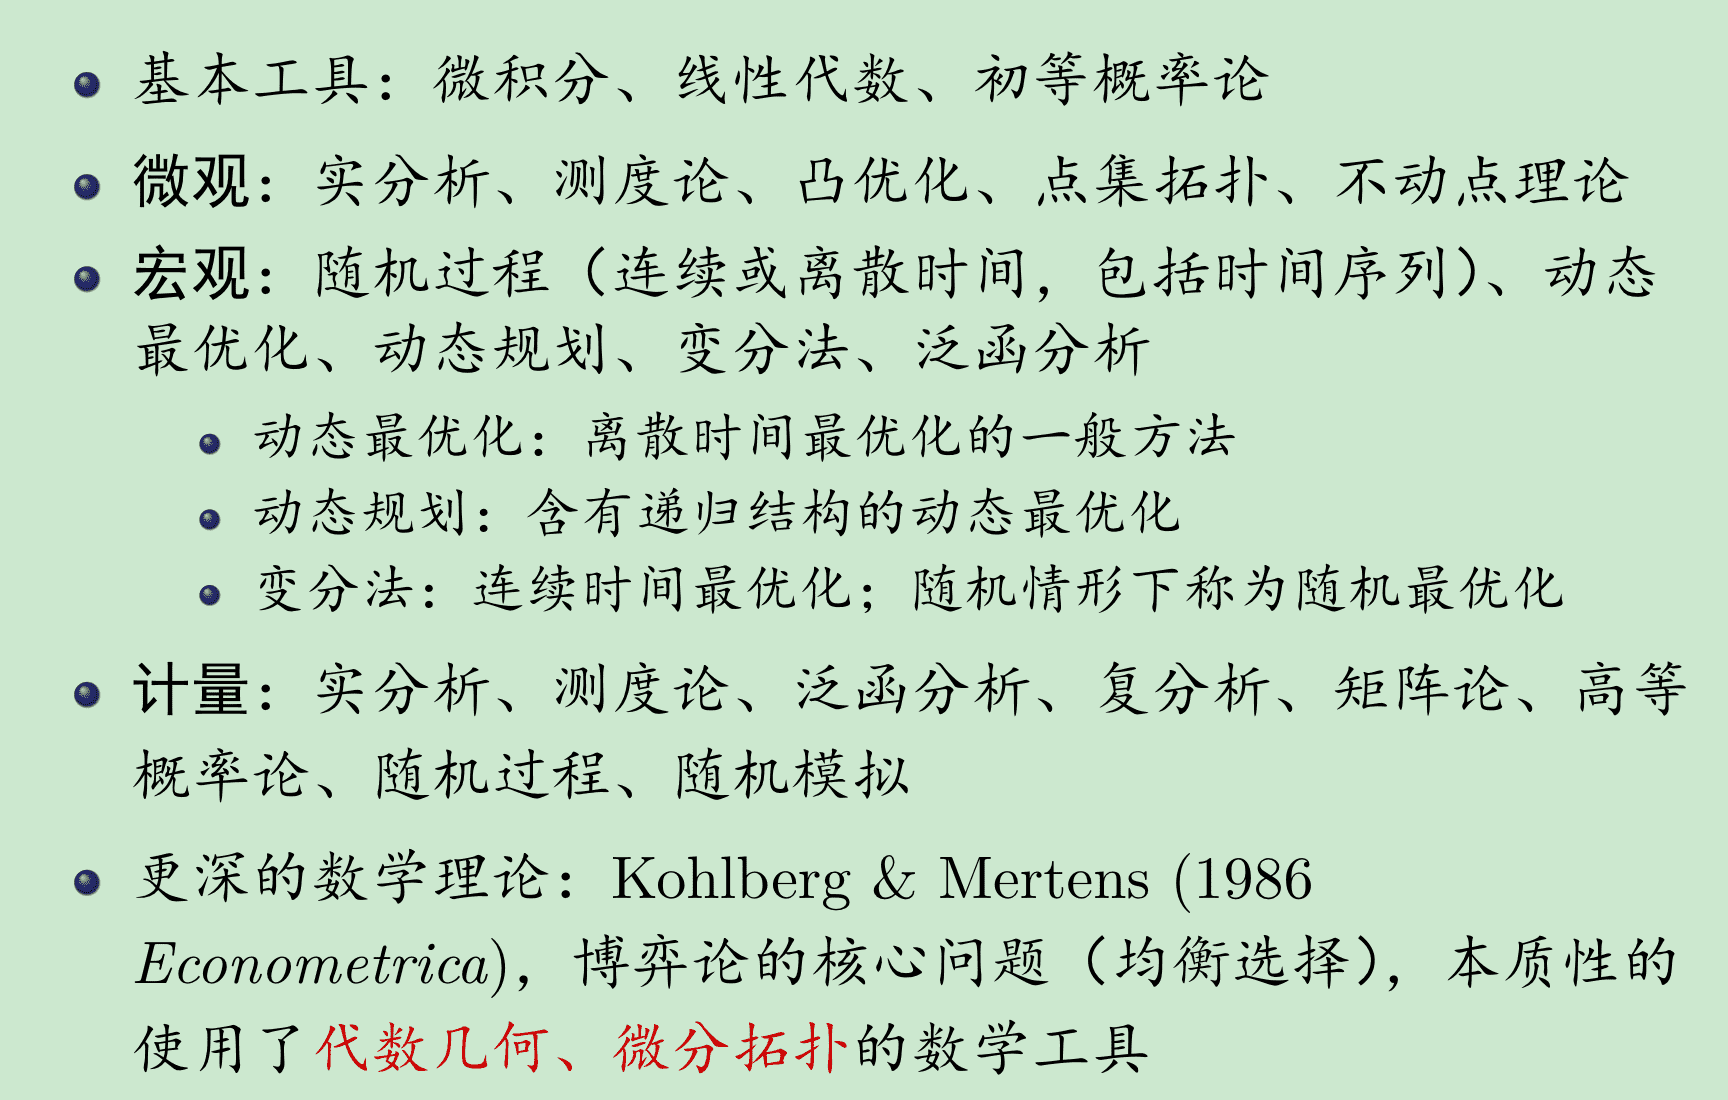 基本工具：微积分、线性代数、初等概率论
微观：实分析、测度论、凸优化、点集拓扑、不动点理论
宏观：随机过程（连续或离散时间，包括时间序列）、动态
最优化、动态规划、变分法、泛函分析
动态最优化：离散时间最优化的一般方法
动态规划：含有递归结构的动态最优化
变分法：连续时间最优化；随机情形下称为随机最优化
计量：实分析、测度论、泛函分析、复分析、矩阵论、高等
概率论、随机过程、随机模拟
更深的数学理论：Kohlberg & Mertens (1986
Econometrica)，博弈论的核心问题（均衡选择），本质性的
使用了代数几何、微分拓扑的数学工具